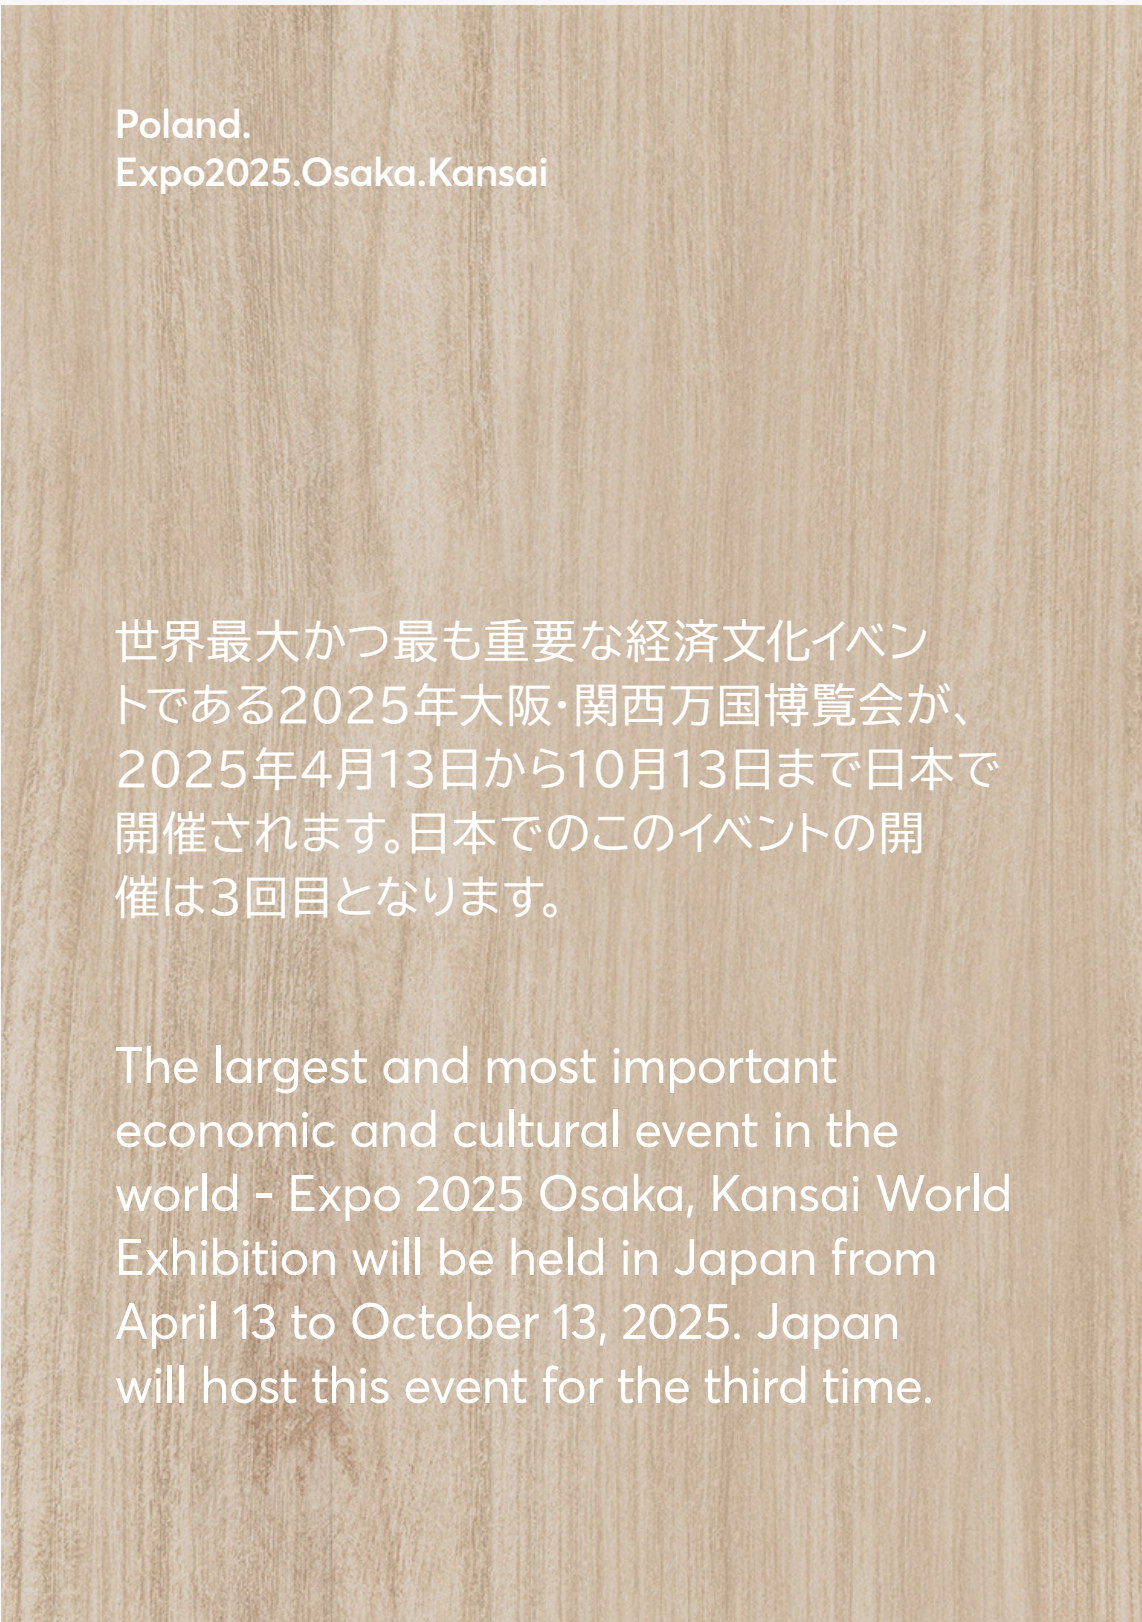 Poland.
Expo2025.Osaka.Kansai
世界最大かつ最も重要な経済文化イベン
トである2025年大阪・関西万国博覧会が、
2025年4月13日から10月13日まで日本で
開催されます。日本でのこのイベントの開
催は3回目となります。
The largest and most important
economic and cultural event in the
world - Expo 2025 Osaka, Kansai World
Exhibition will be held in Japan from
April 13 to October 13, 2025. Japan
will host this event for the third time.